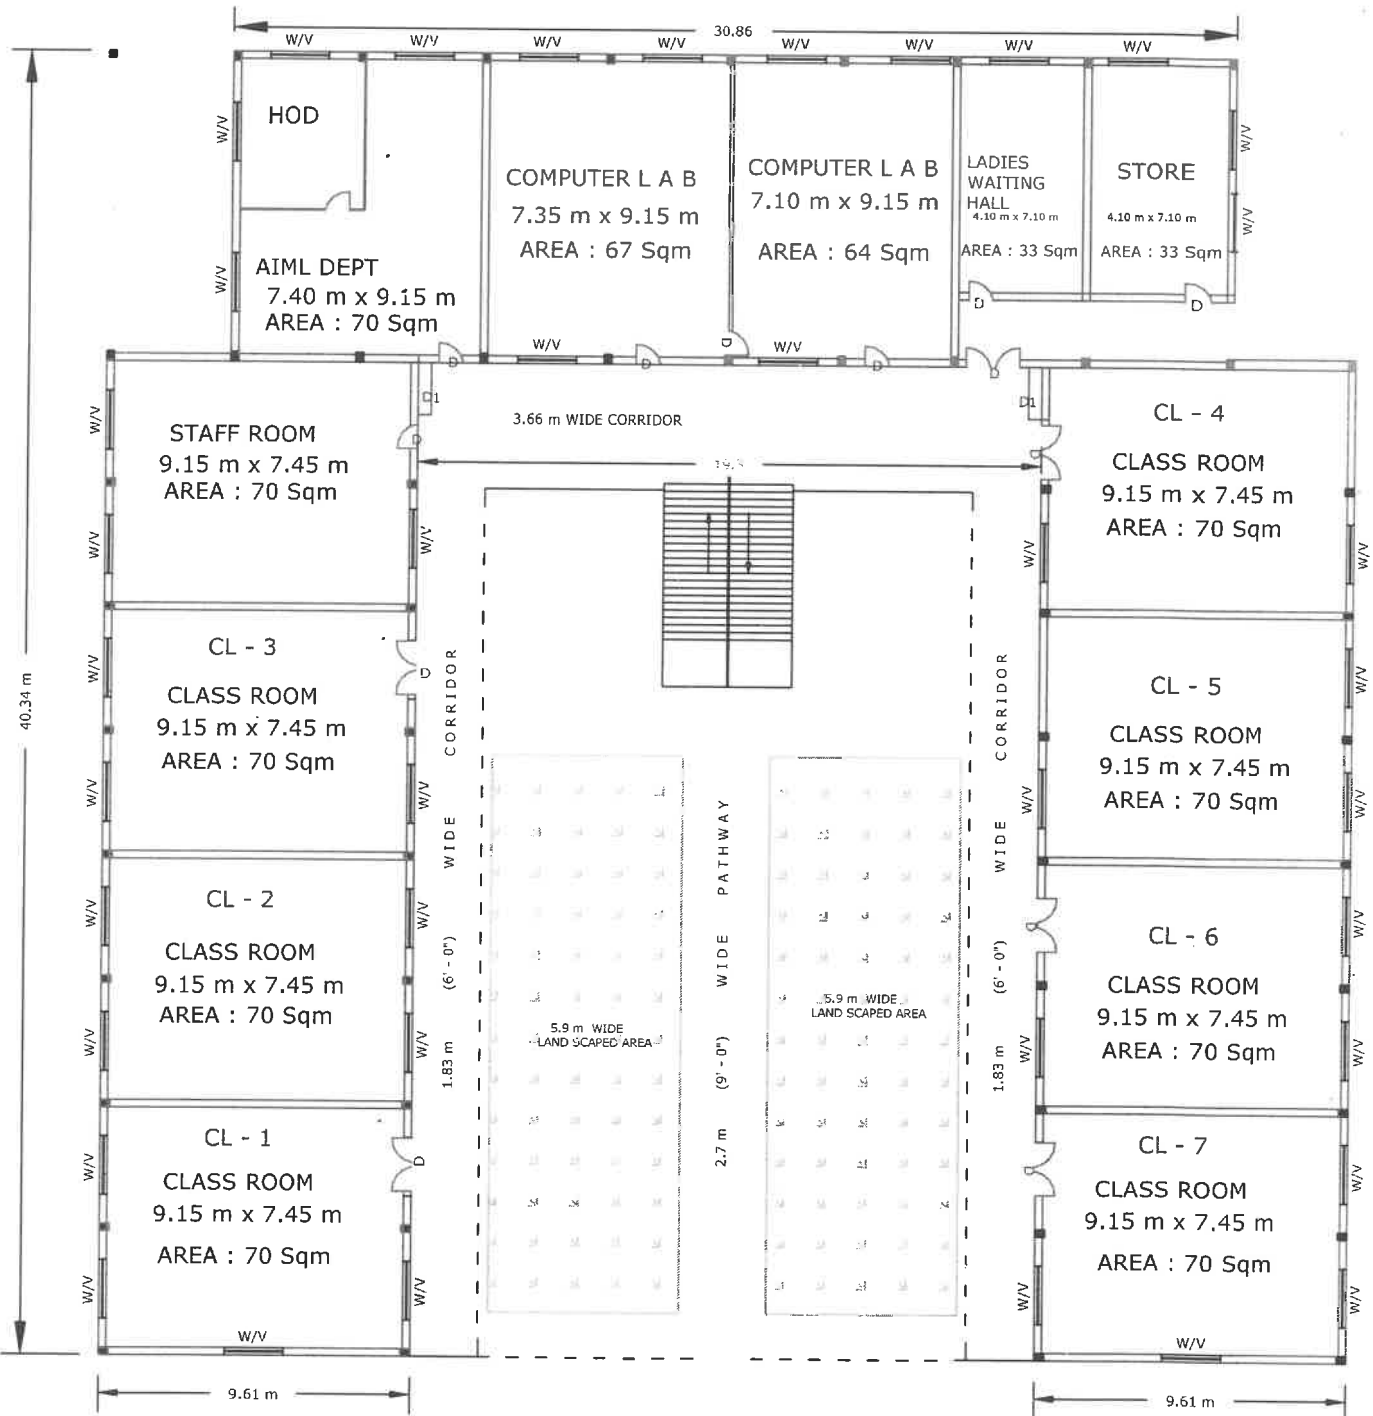 30.86
W/V
W/V
W/V
W/V
W/V
W/V
W/V
W/V
W/V
HOD
W/V
COMPUTER L A B
7.35 m x 9.15 m
AREA : 67 Sqm
COMPUTER L A B
7.10 m x 9.15 m
AREA : 64 Sqm
LADIES
WAITING
HALL
4.10 m x 7.10 m
AREA : 33 Sqm
STORE
4.10 m x 7.10 m
AREA : 33 Sqm
W/V
W/V
AIML DEPT
7.40 m x 9.15 m
AREA : 70 Sqm
D
D
D
W/V
W/V
D
D
D
D
D1
D1
3.66 m WIDE CORRIDOR
W/V
STAFF ROOM
9.15 m x 7.45 m
AREA : 70 Sqm
D
W/V
W/V
CL - 4
CLASS ROOM
9.15 m x 7.45 m
AREA : 70 Sqm
D
W/V
W/V
40.34 m
W/V
CL - 3
CLASS ROOM
9.15 m x 7.45 m
AREA : 70 Sqm
D
W/V
W/V
CL - 5
CLASS ROOM
9.15 m x 7.45 m
AREA : 70 Sqm
W/V
W/V
W/V
1.83 m (6' - 0") WIDE CORRIDOR
2.7 m (9' - 0") WIDE PATHWAY
1.83 m (6' - 0") WIDE CORRIDOR
W/V
CL - 2
CLASS ROOM
9.15 m x 7.45 m
AREA : 70 Sqm
W/V
W/V
W/V
5.9 m WIDE
LAND SCAPED AREA
5.9 m WIDE
LAND SCAPED AREA
CL - 6
CLASS ROOM
9.15 m x 7.45 m
AREA : 70 Sqm
W/V
W/V
W/V
W/V
CL - 1
CLASS ROOM
9.15 m x 7.45 m
AREA : 70 Sqm
D
W/V
W/V
W/V
CL - 7
CLASS ROOM
9.15 m x 7.45 m
AREA : 70 Sqm
W/V
W/V
W/V
W/V
9.61 m
9.61 m